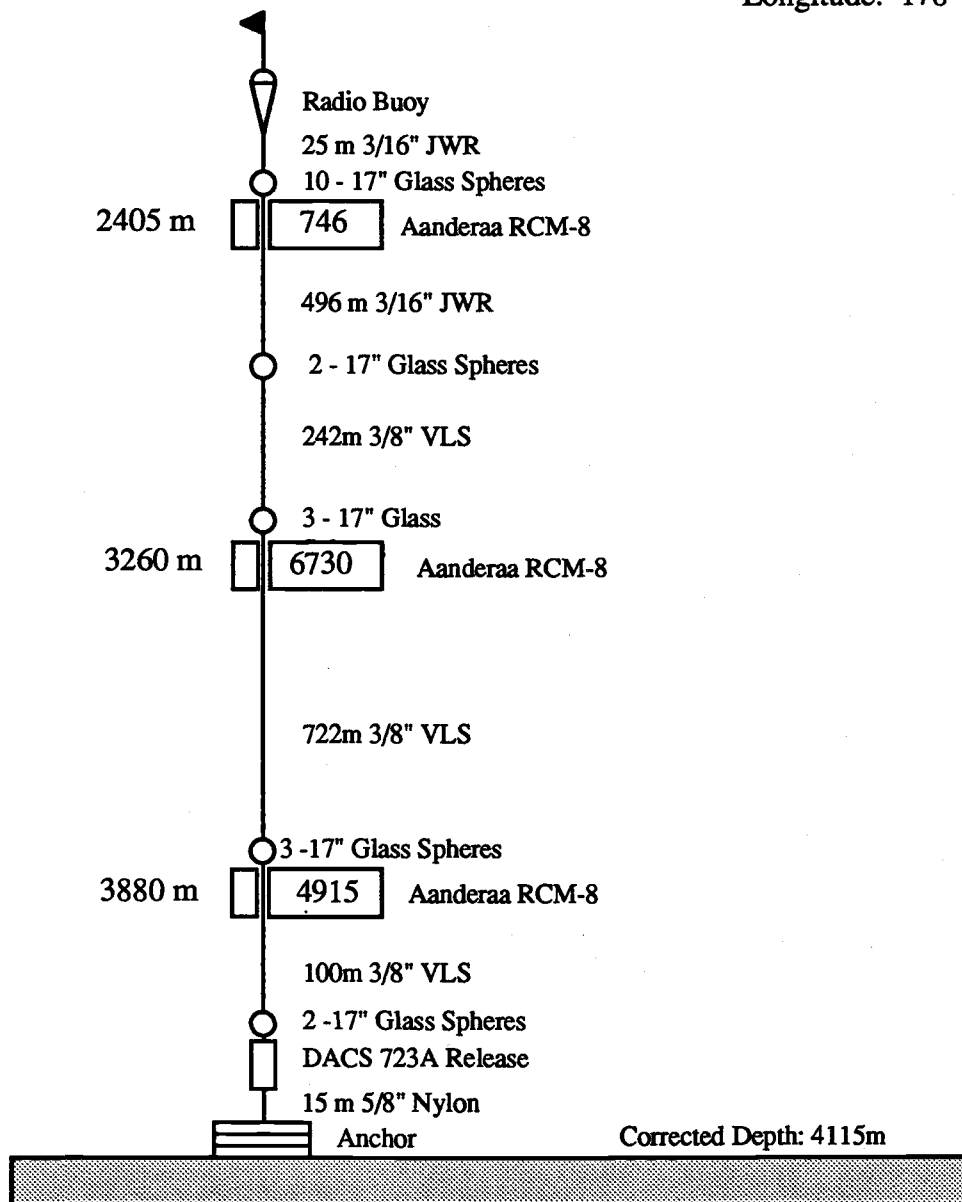 Longitude: 176
Radio Buoy
25 m 3/16" JWR
10 - 17" Glass Spheres
2405 m
746
Aanderaa RCM-8
496 m 3/16" JWR
2 - 17" Glass Spheres
242m 3/8" VLS
3 - 17" Glass
3260 m
6730
Aanderaa RCM-8
722m 3/8" VLS
3 -17" Glass Spheres
3880 m
4915
Aanderaa RCM-8
100m 3/8" VLS
2 -17" Glass Spheres
DACS 723A Release
15 m 5/8" Nylon
Anchor
Corrected Depth: 4115m